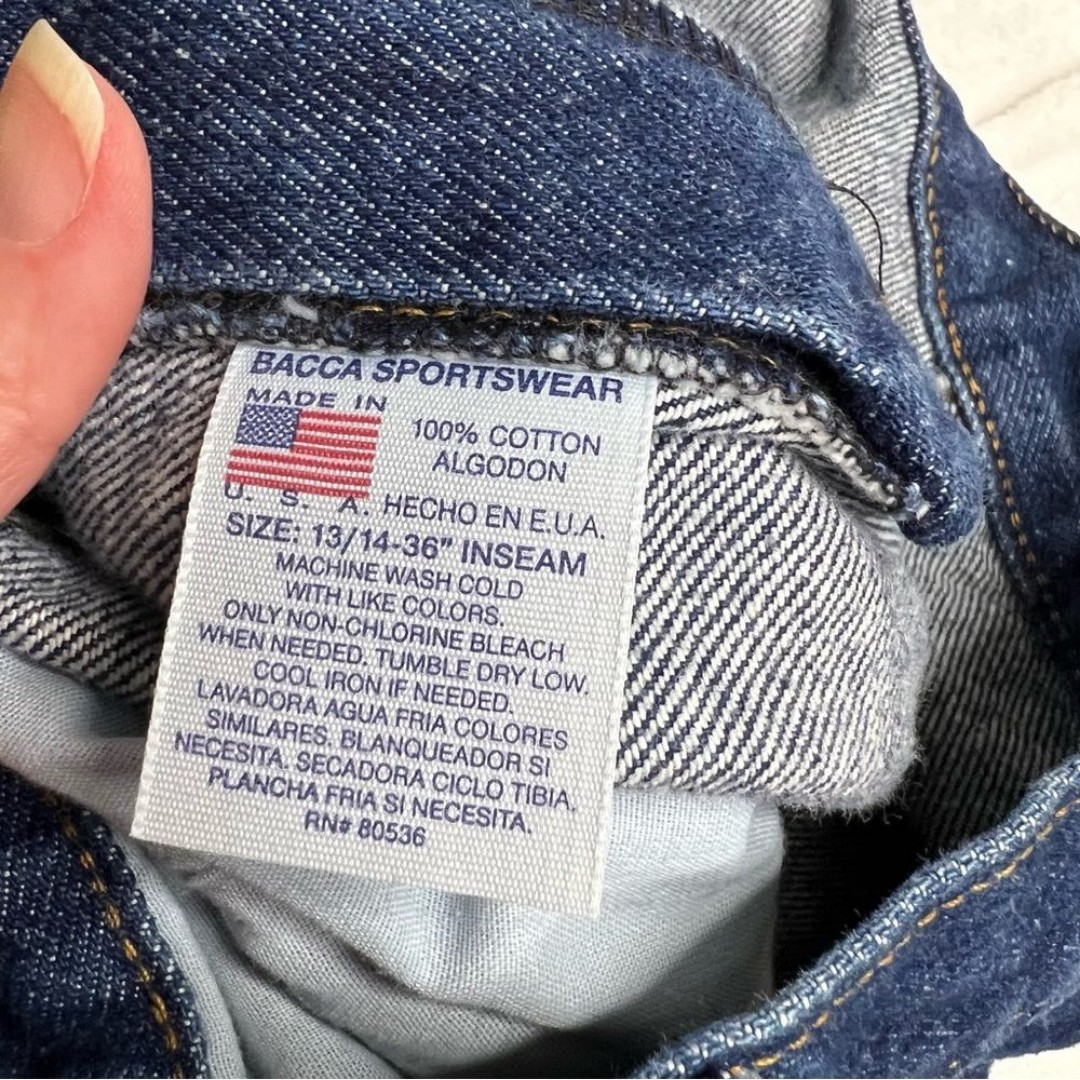 BACCA SPORTSWEAR
MADE IN
100% COTTON
ALGODON
U. S. A. HECHO EN E.U.A.
SIZE: 13/14-36" INSEAM
MACHINE WASH COLD
WITH LIKE COLORS.
ONLY NON-CHLORINE BLEACH
WHEN NEEDED. TUMBLE DRY LOW.
COOL IRON IF NEEDED.
LAVADORA AGUA FRIA COLORES
SIMILARES. BLANQUEADOR SI
NECESITA. SECADORA CICLO TIBIA.
PLANCHA FRIA SI NECESITA.
RN# 80536